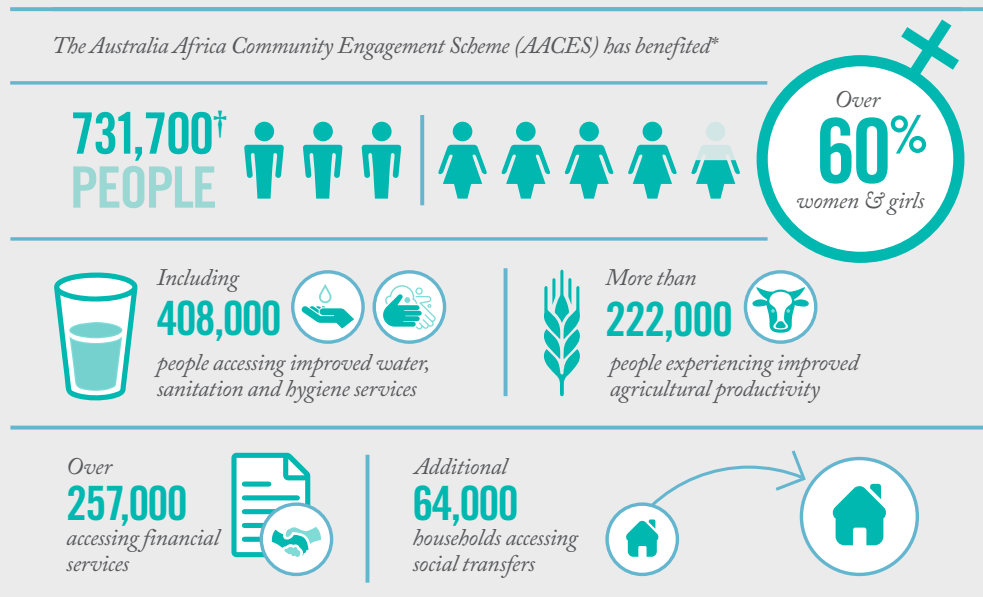 The Australia Africa Community Engagement Scheme (AACES) has benefited*
731,700†
PEOPLE
Over
60%
women & girls
Including
408,000
people accessing improved water,
sanitation and hygiene services
More than
222,000
people experiencing improved
agricultural productivity
Over
257,000
accessing financial
services
Additional
64,000
households accessing
social transfers